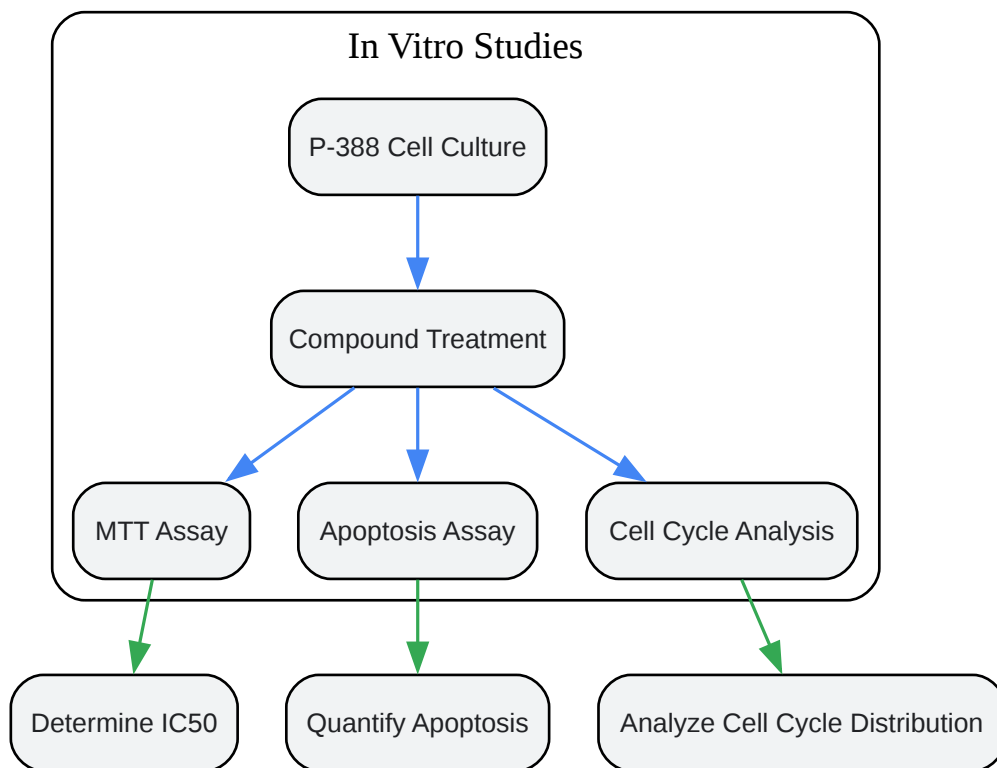 In Vitro Studies
P-388 Cell Culture
Compound Treatment
MTT Assay
Apoptosis Assay
Cell Cycle Analysis
Determine IC50
Quantify Apoptosis
Analyze Cell Cycle Distribution